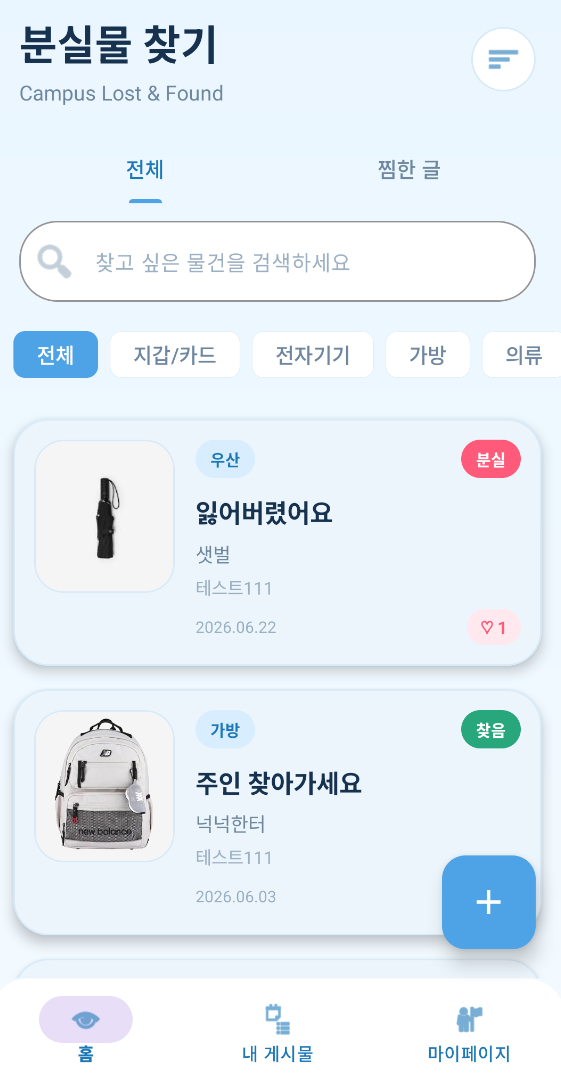 분실물 찾기
Campus Lost & Found
전체 찜한 글
찾고 싶은 물건을 검색하세요
전체 지갑/카드 전자기기 가방 의류
우산 분실
잃어버렸어요
샛벌
테스트111
2026.06.22 ♡ 1
가방 찾음
주인 찾아가세요
넉넉한터
테스트111
2026.06.03
new balance
+
홈 내 게시물 마이페이지